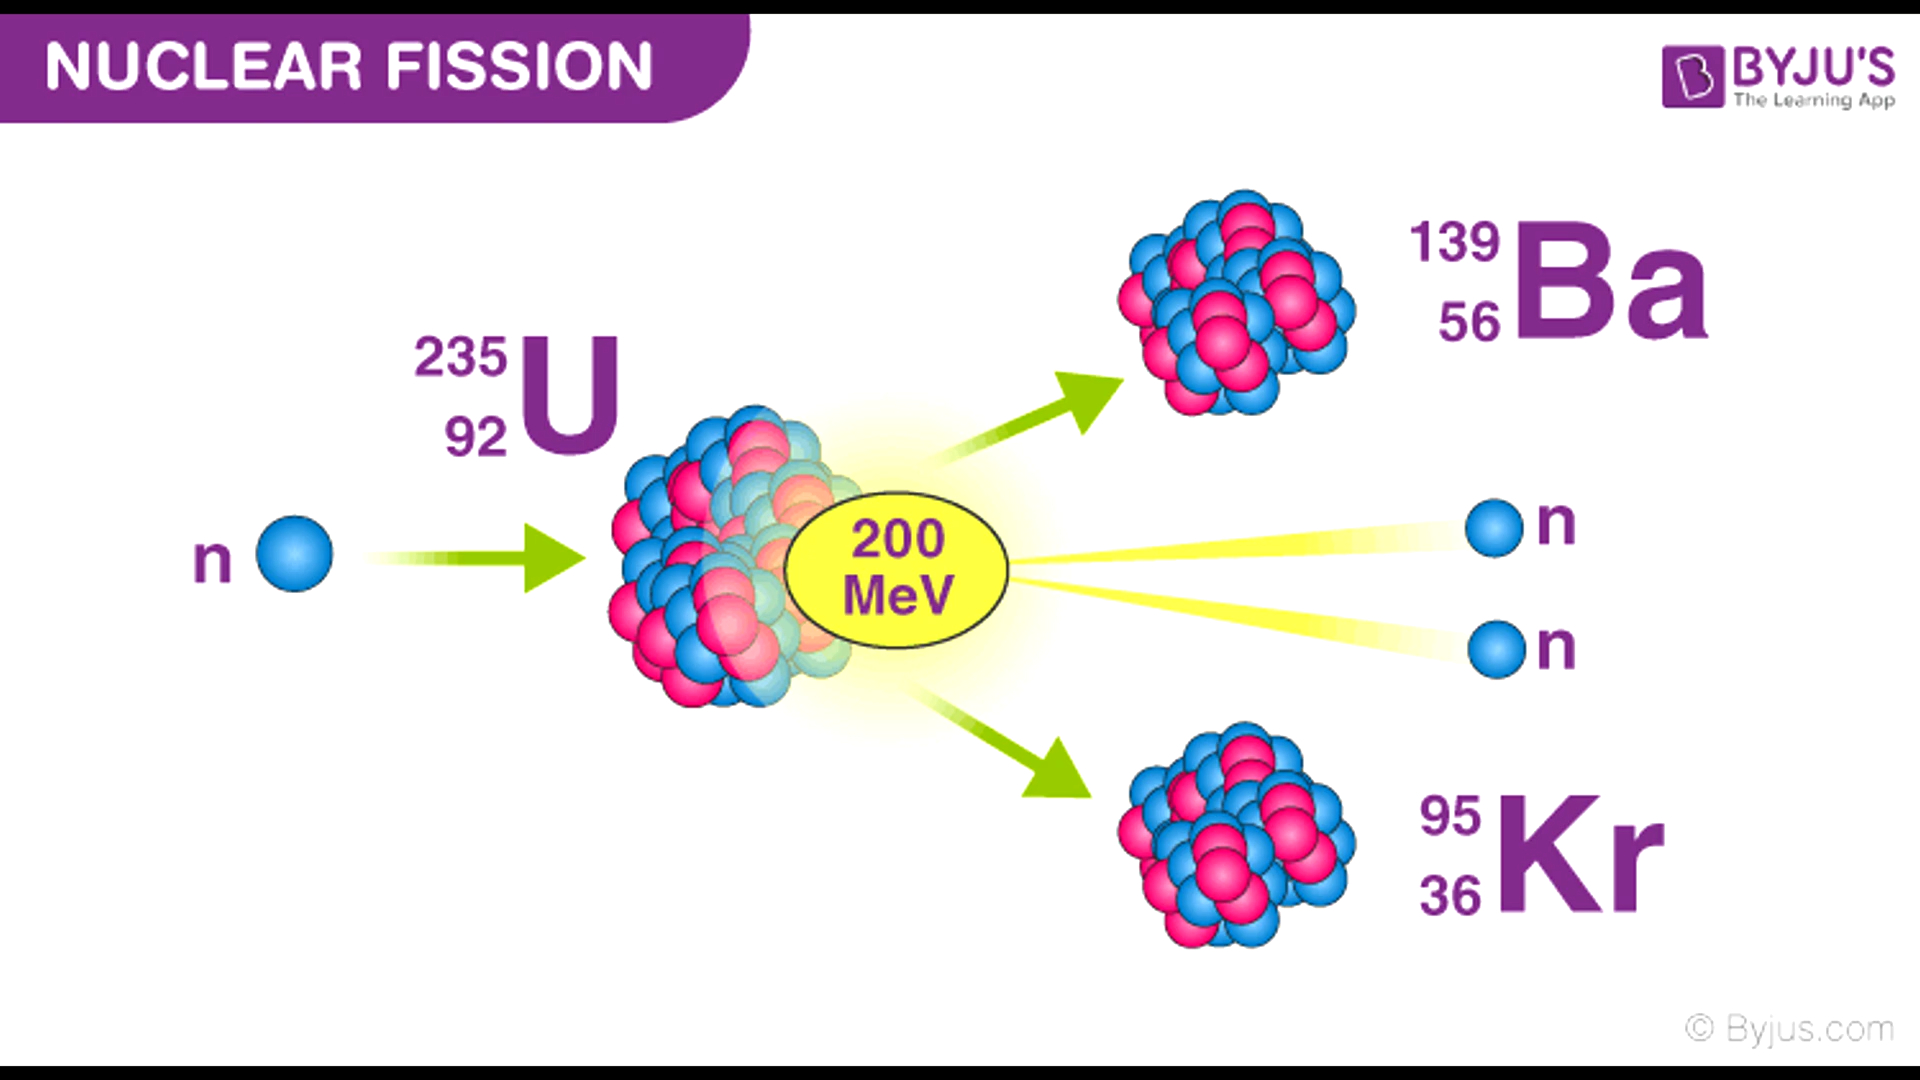 NUCLEAR FISSION
BYJU'S
The Learning App
139
56
Ba
235
92
U
n
200
MeV
n
n
95
36
Kr
© Byjus.com